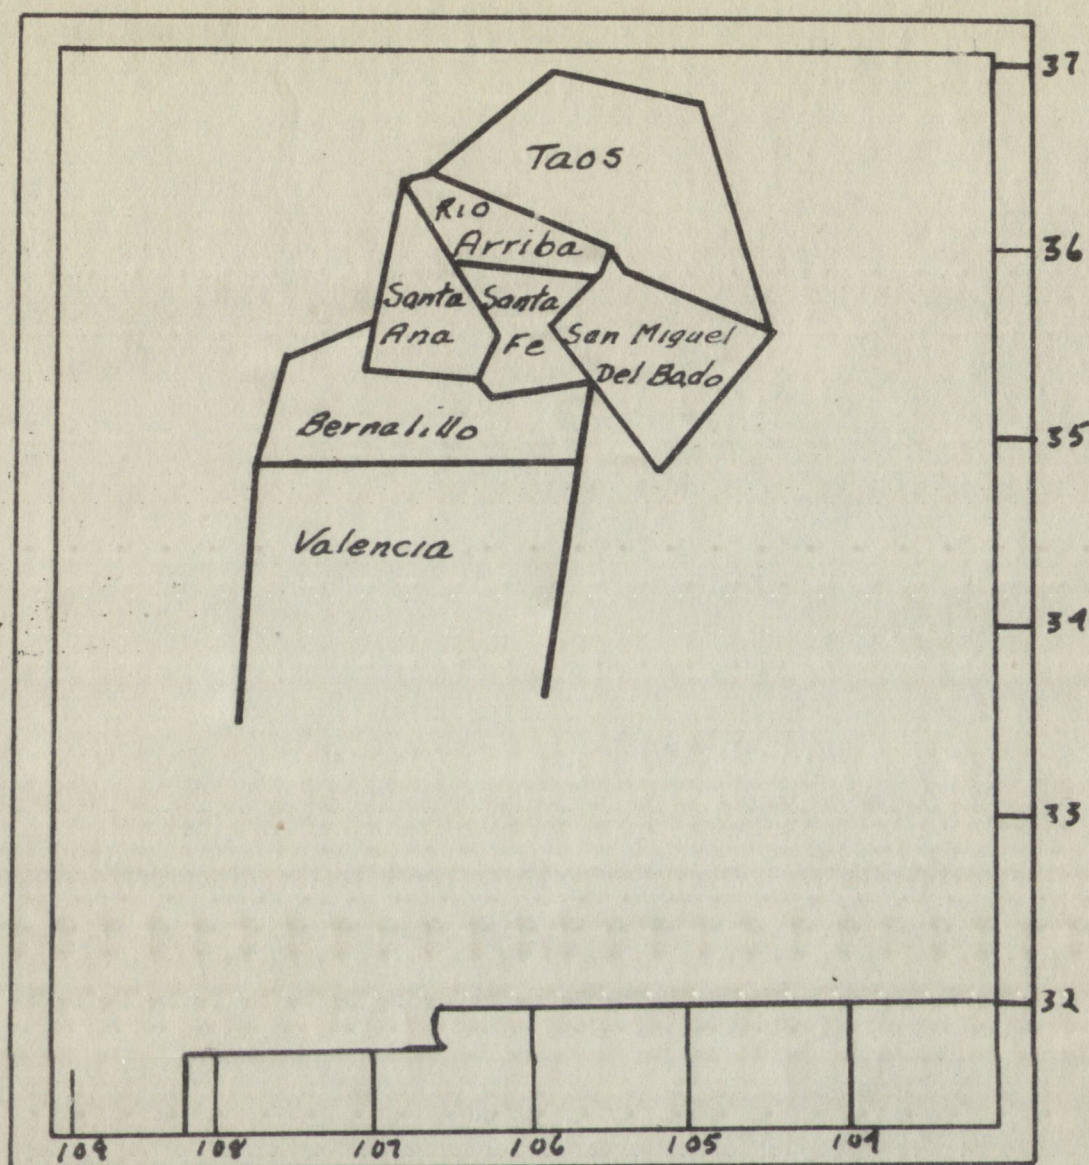 37
Taos
Rio
Arriba
36
Santa
Ana
Santa
Fe
San Miguel
Del Bado
Bernalillo
35
Valencia
34
33
32
109 108 107 106 105 104